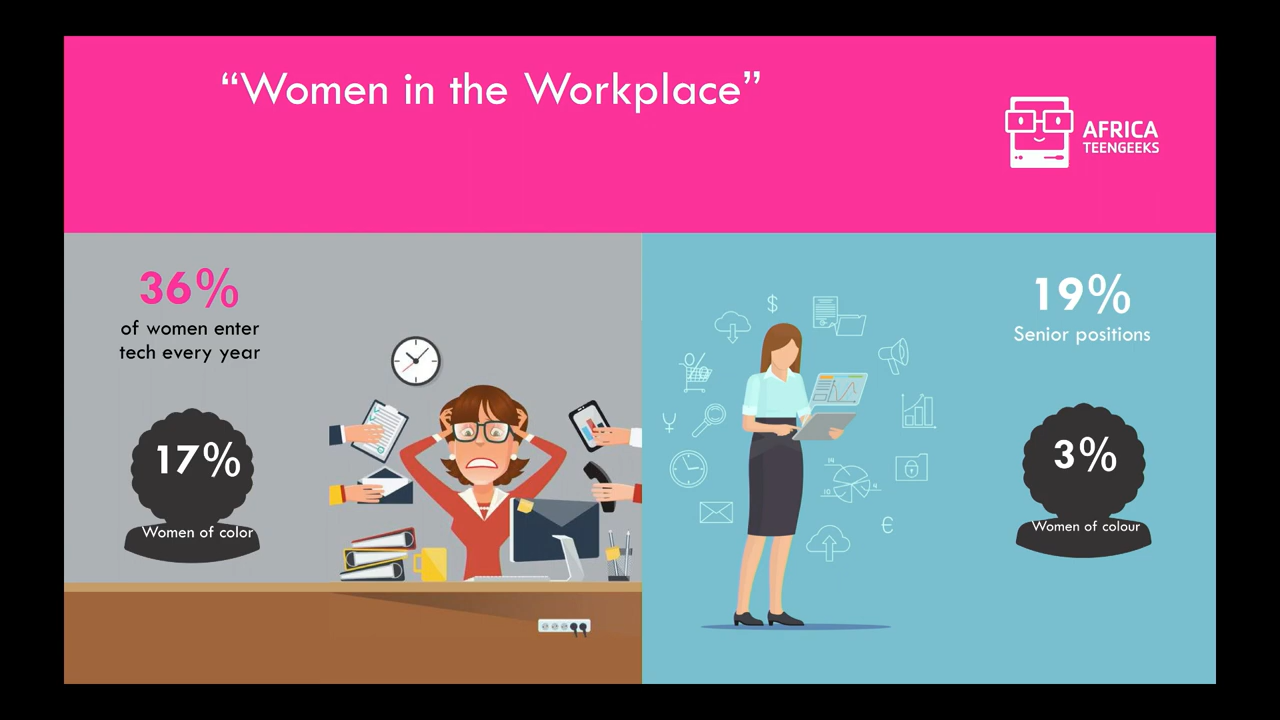 “Women in the Workplace”
AFRICA
TEENGEEKS
36%
of women enter
tech every year
17%
Women of color
19%
Senior positions
3%
Women of colour